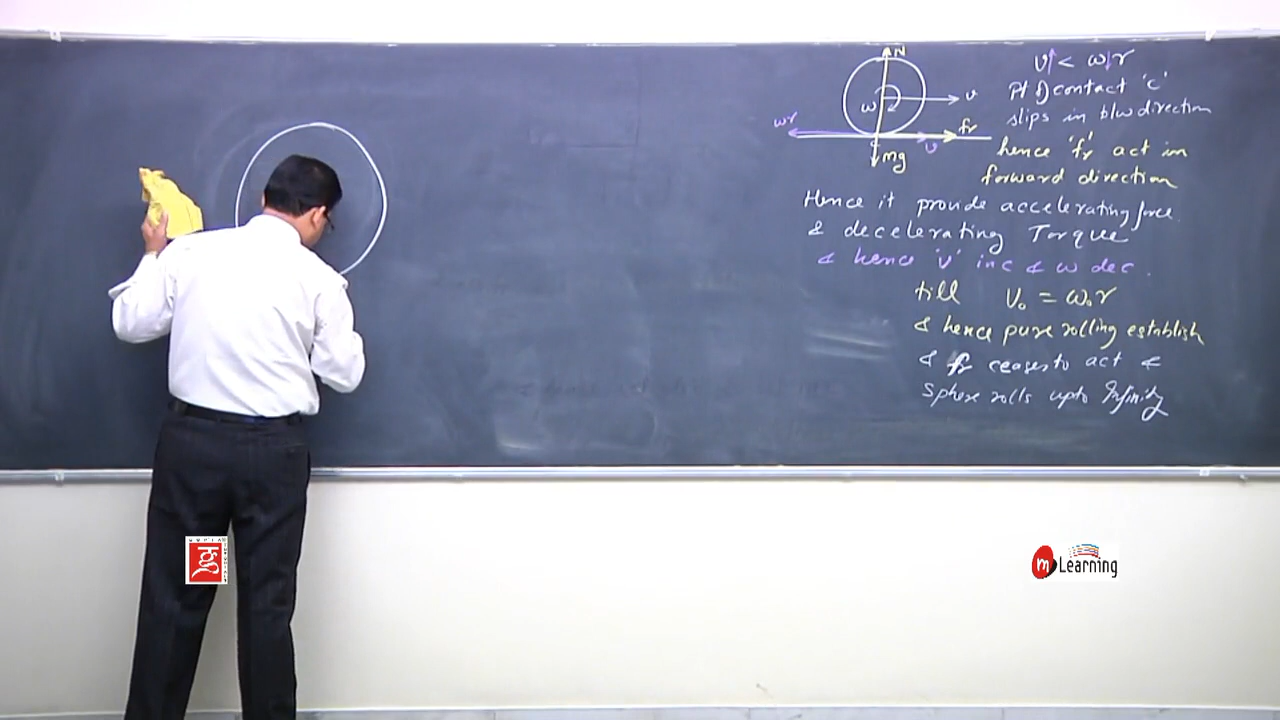 N
v < ωr
Pt of contact 'c'
ω
v
slips in b/w direction
ωr
fr
v
hence 'fr' act in
mg
forward direction
Hence it provide accelerating force
& decelerating Torque
& hence 'v' inc & ω dec.
till V₀ = ω₀r
& hence pure rolling establish
& fr ceases to act &
Sphere rolls upto Infinity
m Learning